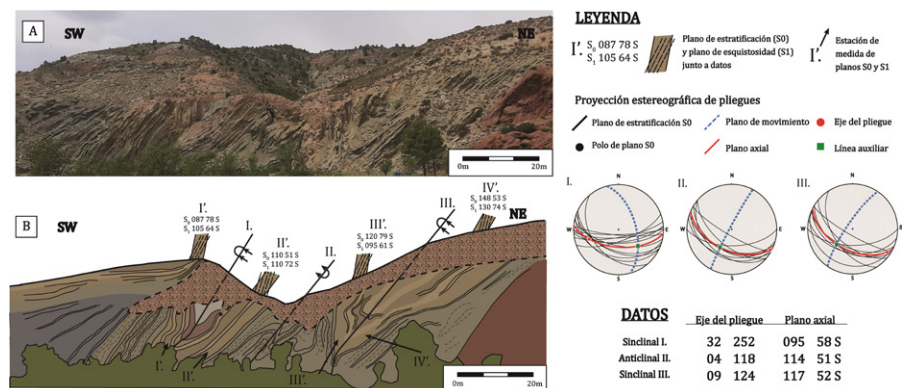 A
SW
NE
0m 20m
B
SW
NE
I'.
S0 087 78 S
S1 105 64 S
I.
II'.
S0 110 51 S
S1 110 72 S
II.
III'.
S0 120 79 S
S1 095 61 S
III.
IV'.
S0 148 53 S
S1 130 74 S
I'.
II'.
III'.
IV'.
0m 20m
LEYENDA
I'. S0 087 78 S
S1 105 64 S
Plano de estratificación (S0)
y plano de esquistosidad (S1)
junto a datos
I'.
Estación de
medida de
planos S0 y S1
Proyección estereográfica de pliegues
Plano de estratificación S0
Plano de movimiento
Eje del pliegue
Polo de plano S0
Plano axial
Línea auxiliar
I.
N
W
E
S
II.
N
W
E
S
III.
N
W
E
S
DATOS Eje del pliegue Plano axial
Sinclinal I. 32 252 095 58 S
Anticlinal II. 04 118 114 51 S
Sinclinal III. 09 124 117 52 S